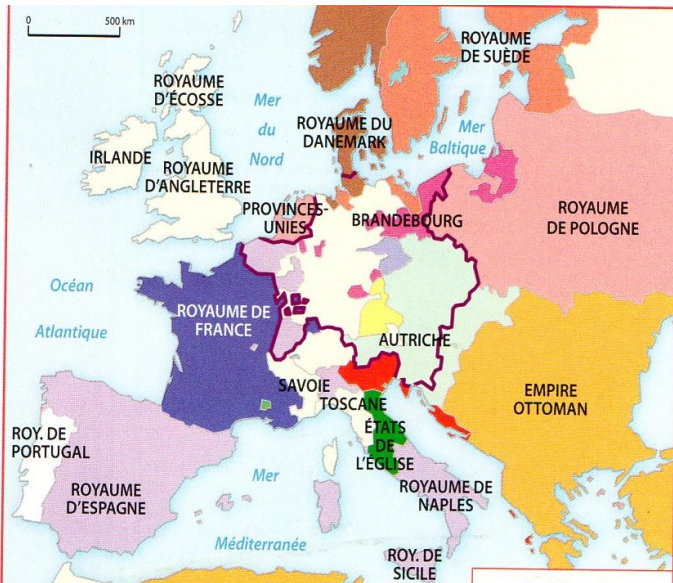 0 500 km
ROYAUME
DE SUÈDE
ROYAUME
D'ÉCOSSE
Mer
du
Nord
ROYAUME DU
DANEMARK
Mer
Baltique
IRLANDE
ROYAUME
D'ANGLETERRE
PROVINCES-
UNIES
BRANDEBOURG
ROYAUME
DE POLOGNE
Océan
Atlantique
ROYAUME DE
FRANCE
AUTRICHE
SAVOIE
TOSCANE
EMPIRE
OTTOMAN
ÉTATS
DE
L'ÉGLISE
ROY. DE
PORTUGAL
ROYAUME
D'ESPAGNE
Mer
Méditerranée
ROYAUME DE
NAPLES
ROY. DE
SICILE